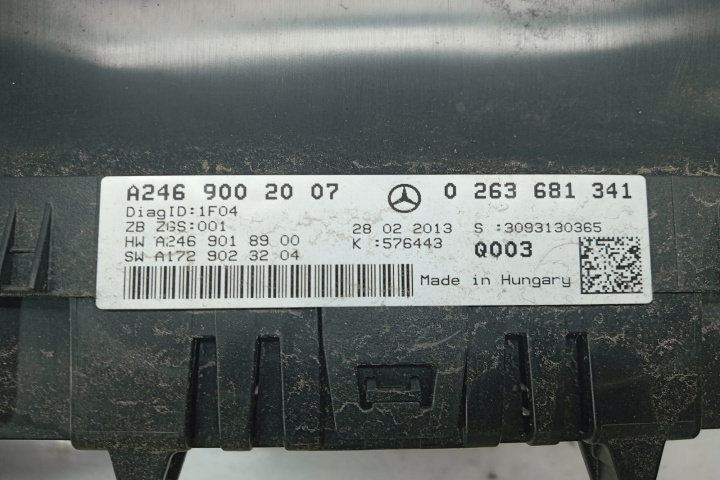 A246 900 20 07 0 263 681 341
DiagID:1F04
ZB ZGS:001 28 02 2013 S :3093130365
HW A246 901 89 00 K :576443 Q003
SW A172 902 32 04
Made in Hungary